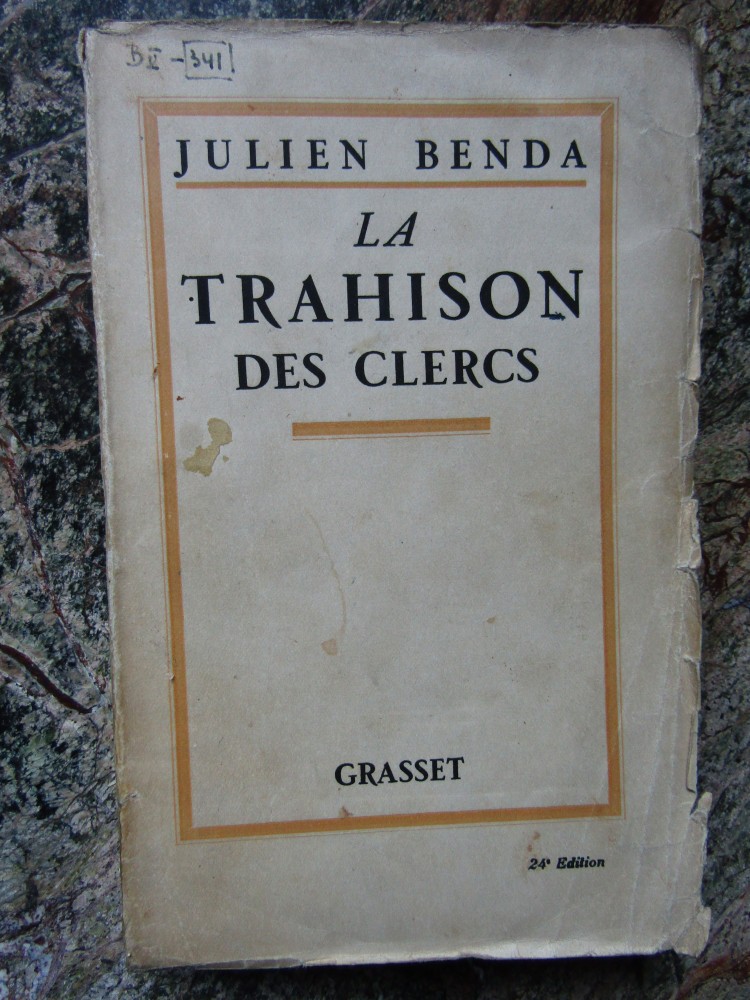 BII - 341
JULIEN BENDA
LA
TRAHISON
DES CLERCS
GRASSET
24e Edition